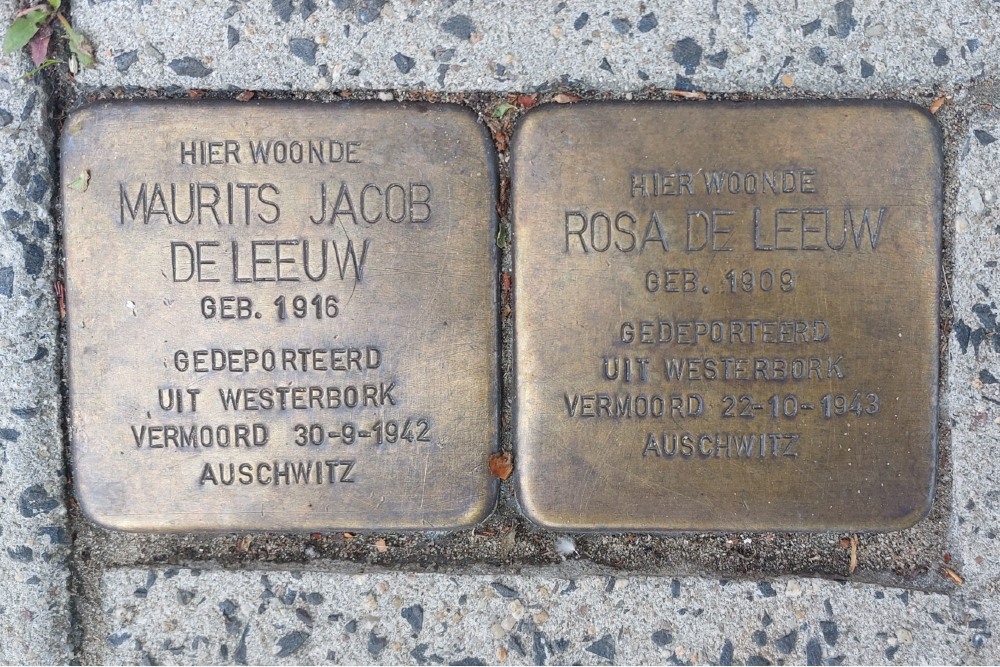 HIER WOONDE
MAURITS JACOB
DE LEEUW
GEB. 1916
GEDEPORTEERD
UIT WESTERBORK
VERMOORD 30-9-1942
AUSCHWITZ
HIER WOONDE
ROSA DE LEEUW
GEB. 1909
GEDEPORTEERD
UIT WESTERBORK
VERMOORD 22-10-1943
AUSCHWITZ